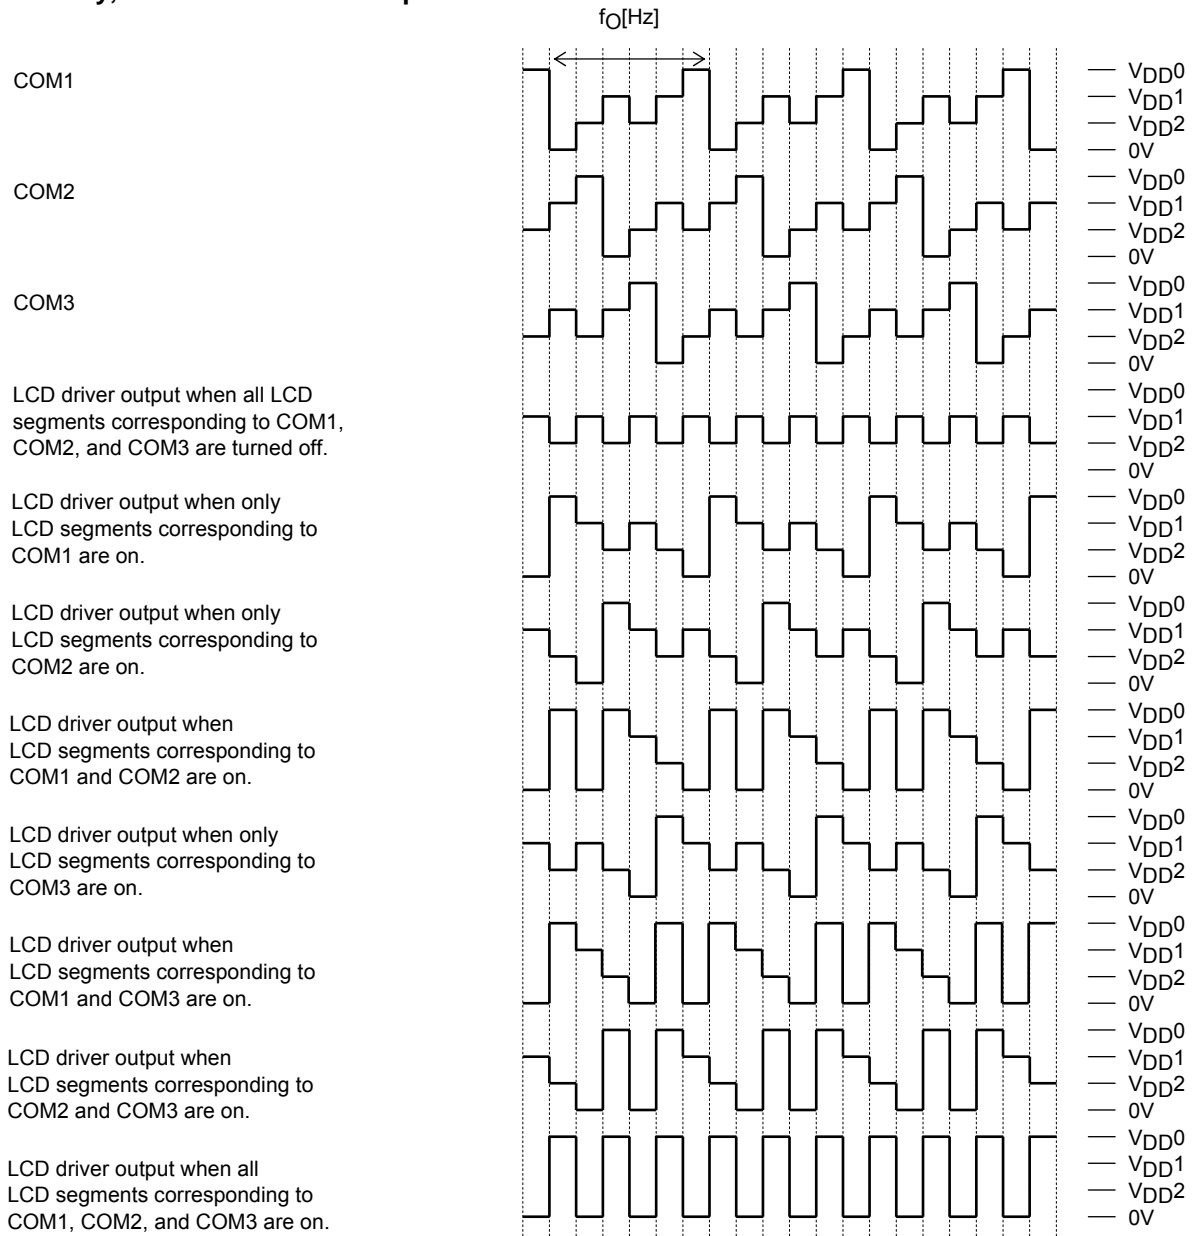 fO[Hz]
COM1
VDD0
VDD1
VDD2
0V
COM2
VDD0
VDD1
VDD2
0V
COM3
VDD0
VDD1
VDD2
0V
LCD driver output when all LCD
segments corresponding to COM1,
COM2, and COM3 are turned off.
VDD0
VDD1
VDD2
0V
LCD driver output when only
LCD segments corresponding to
COM1 are on.
VDD0
VDD1
VDD2
0V
LCD driver output when only
LCD segments corresponding to
COM2 are on.
VDD0
VDD1
VDD2
0V
LCD driver output when
LCD segments corresponding to
COM1 and COM2 are on.
VDD0
VDD1
VDD2
0V
LCD driver output when only
LCD segments corresponding to
COM3 are on.
VDD0
VDD1
VDD2
0V
LCD driver output when
LCD segments corresponding to
COM1 and COM3 are on.
VDD0
VDD1
VDD2
0V
LCD driver output when
LCD segments corresponding to
COM2 and COM3 are on.
VDD0
VDD1
VDD2
0V
LCD driver output when all
LCD segments corresponding to
COM1, COM2, and COM3 are on.
VDD0
VDD1
VDD2
0V